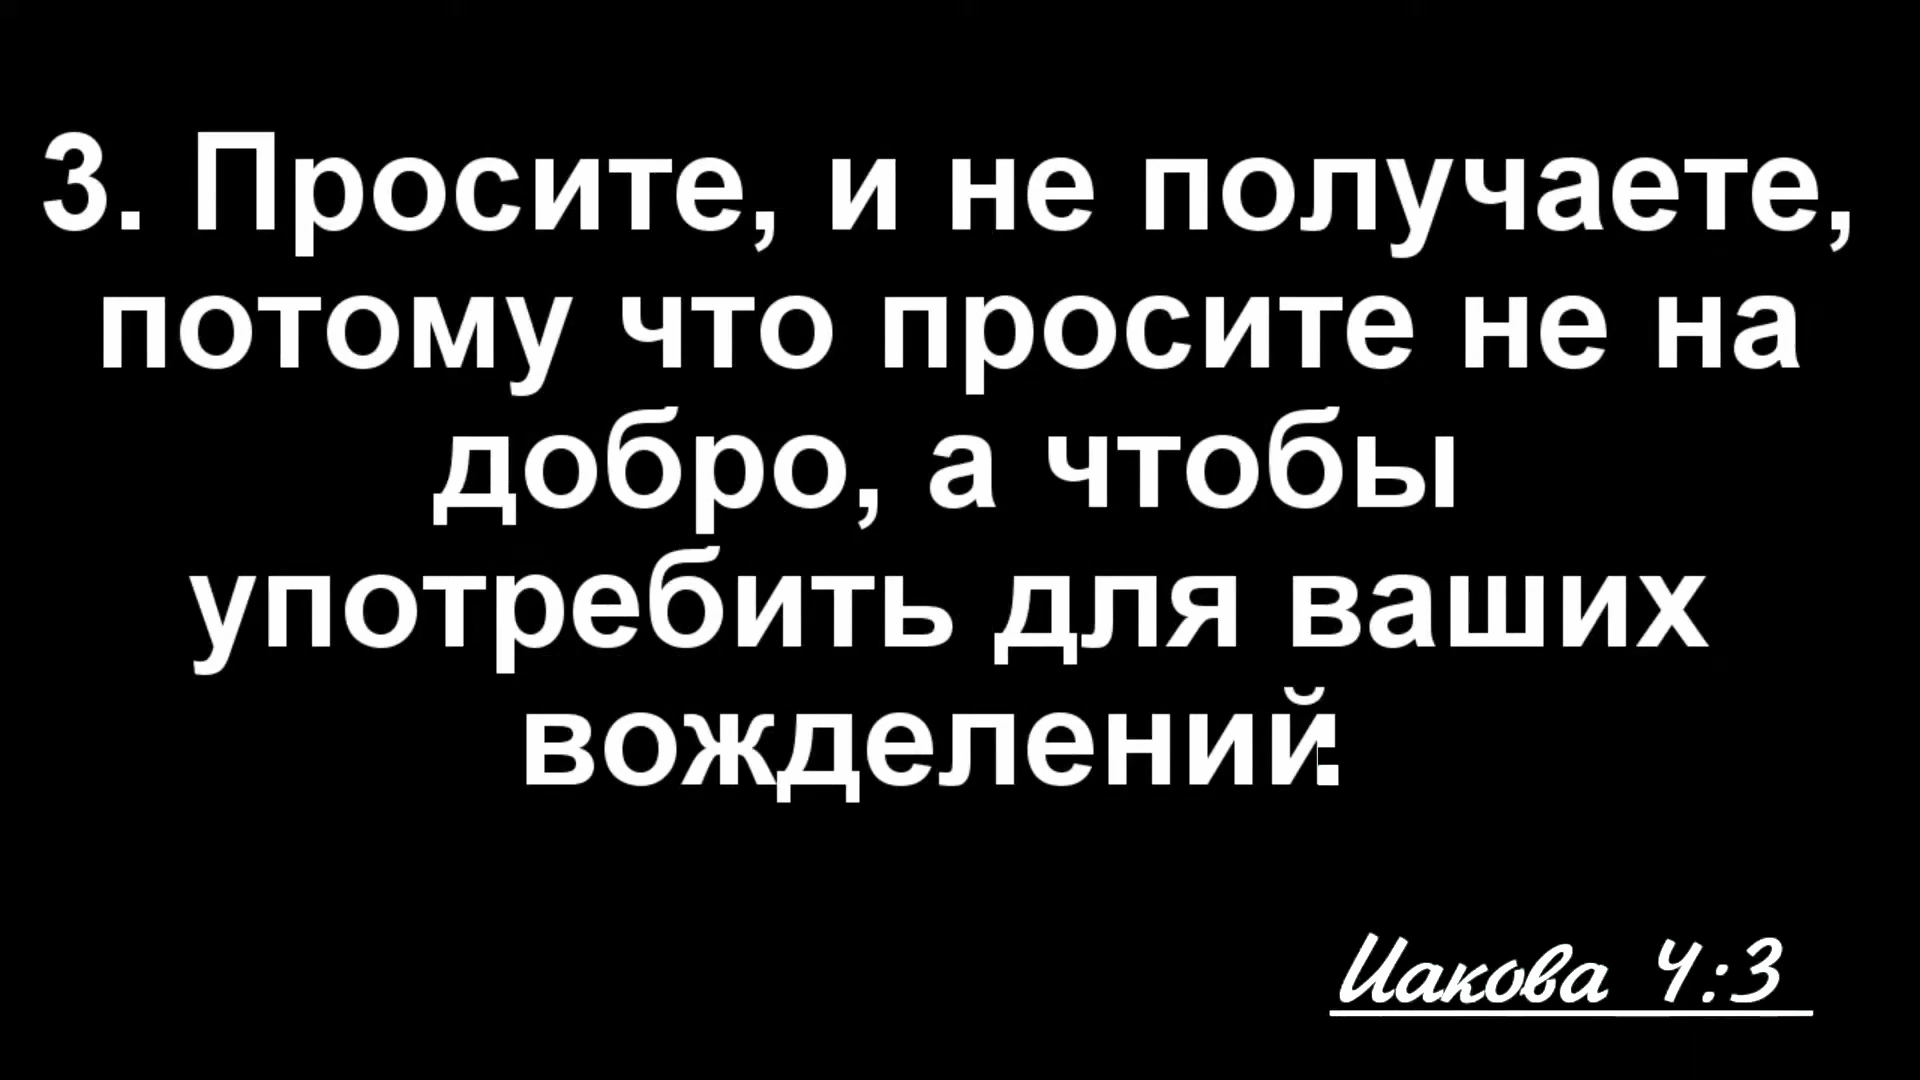 3. Просите, и не получаете,
потому что просите не на
добро, а чтобы
употребить для ваших
вожделений.
Иакова 4:3